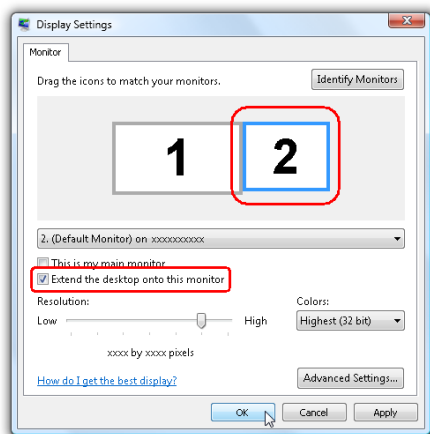 Display Settings
Monitor
Drag the icons to match your monitors.
Identify Monitors
1
2
2. (Default Monitor) on xxxxxxxxxx
This is my main monitor
Extend the desktop onto this monitor
Resolution:
Colors:
Low
High
Highest (32 bit)
xxxx by xxxx pixels
How do I get the best display?
Advanced Settings...
OK
Cancel
Apply